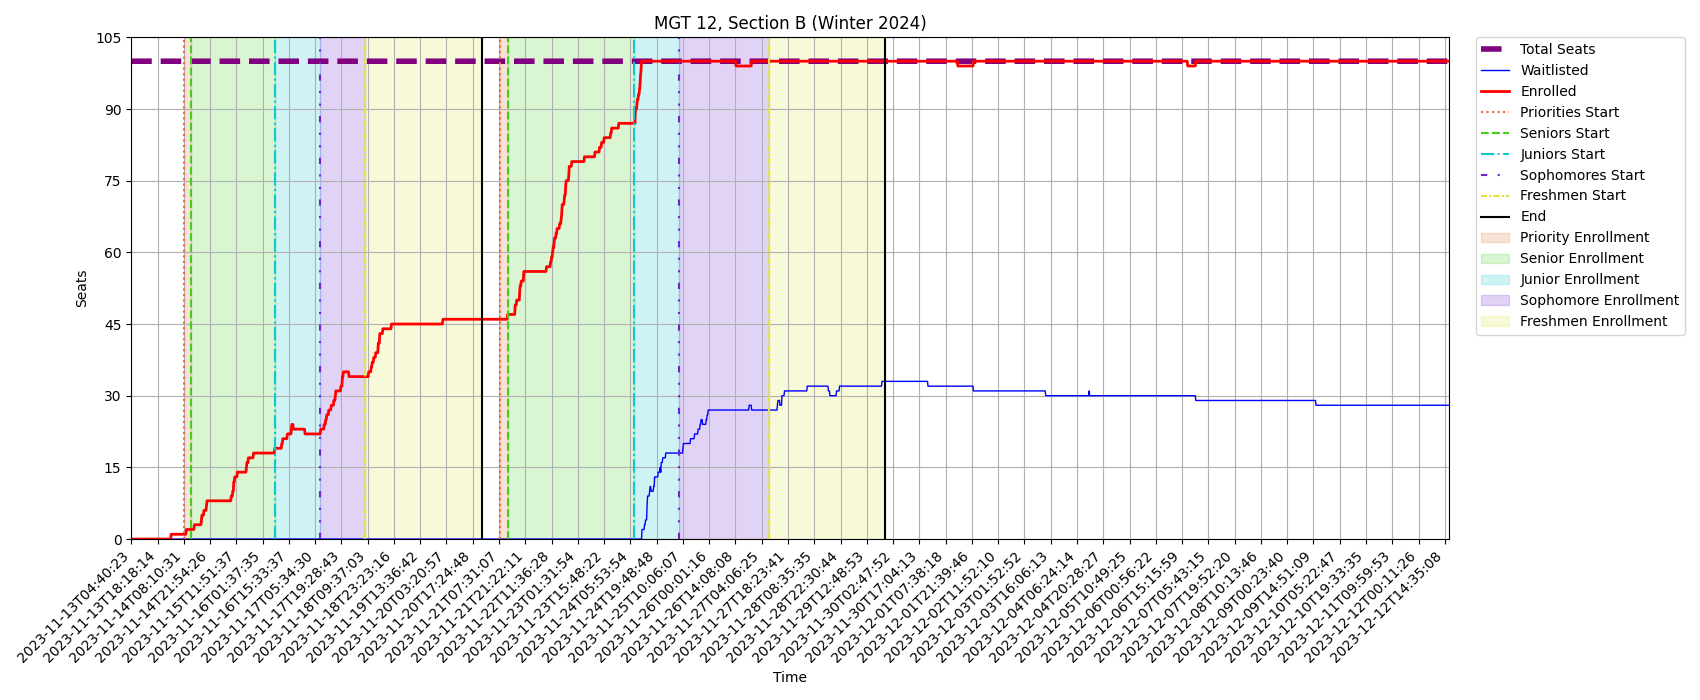 MGT 12, Section B (Winter 2024)
105
90
75
60
45
30
15
0
Seats
2023-11-13T04:40:23
2023-11-13T18:18:14
2023-11-14T08:10:31
2023-11-14T21:54:26
2023-11-15T11:51:37
2023-11-16T01:37:35
2023-11-16T15:33:37
2023-11-17T05:34:30
2023-11-17T19:28:43
2023-11-18T09:37:03
2023-11-18T23:23:16
2023-11-19T13:36:42
2023-11-20T03:20:57
2023-11-20T17:24:48
2023-11-21T07:31:07
2023-11-21T21:22:11
2023-11-22T11:36:28
2023-11-23T01:31:54
2023-11-23T15:48:22
2023-11-24T05:53:54
2023-11-24T19:48:48
2023-11-25T10:06:07
2023-11-26T00:01:16
2023-11-26T14:08:08
2023-11-27T04:06:25
2023-11-27T18:23:41
2023-11-28T08:35:35
2023-11-28T22:30:44
2023-11-29T12:48:53
2023-11-30T02:47:52
2023-11-30T17:04:13
2023-12-01T07:38:18
2023-12-01T21:39:46
2023-12-02T11:52:10
2023-12-03T01:52:52
2023-12-03T16:06:13
2023-12-04T06:24:14
2023-12-04T20:28:27
2023-12-05T10:49:25
2023-12-06T00:56:22
2023-12-06T15:15:59
2023-12-07T05:43:15
2023-12-07T19:52:20
2023-12-08T10:13:46
2023-12-09T00:23:40
2023-12-09T14:51:09
2023-12-10T05:22:47
2023-12-10T19:33:35
2023-12-11T09:59:53
2023-12-12T00:11:26
2023-12-12T14:35:08
Time
Total Seats
Waitlisted
Enrolled
Priorities Start
Seniors Start
Juniors Start
Sophomores Start
Freshmen Start
End
Priority Enrollment
Senior Enrollment
Junior Enrollment
Sophomore Enrollment
Freshmen Enrollment